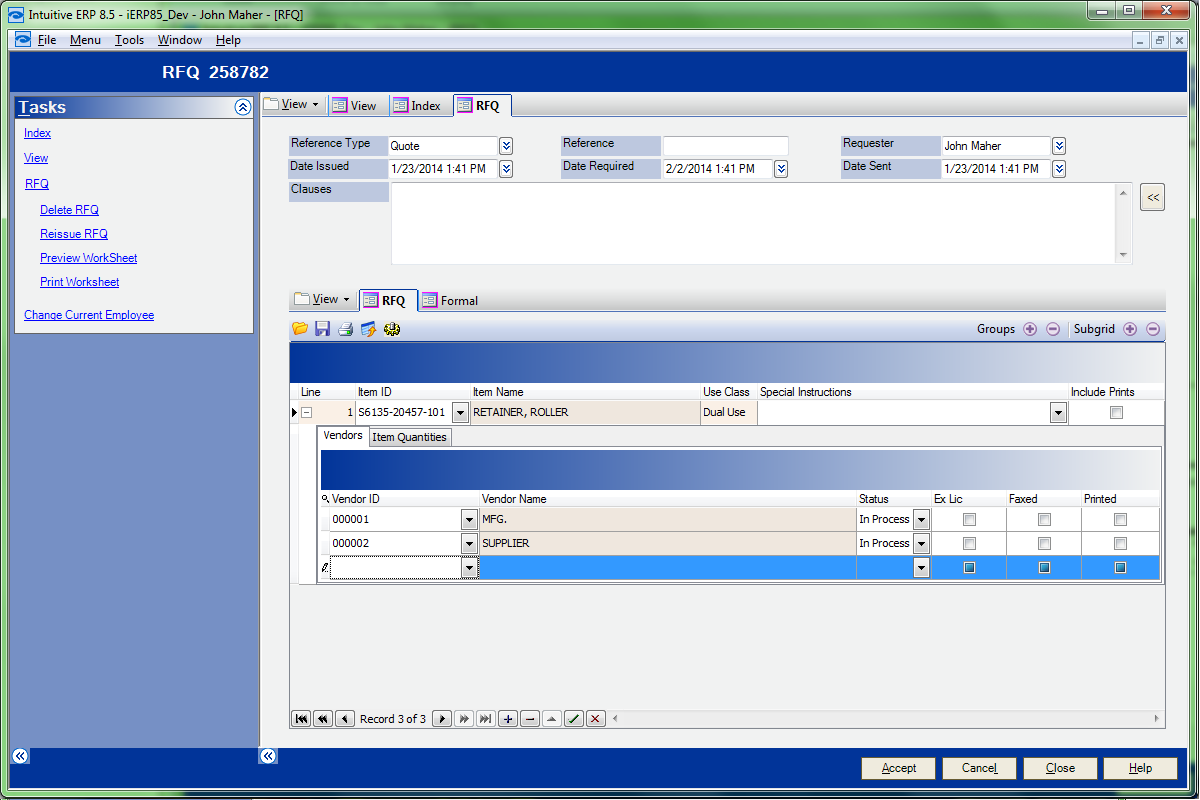 Intuitive ERP 8.5 - iERP85_Dev - John Maher - [RFQ]
File Menu Tools Window Help
RFQ 258782
Tasks
Index
View
RFQ
Delete RFQ
Reissue RFQ
Preview WorkSheet
Print Worksheet
Change Current Employee
View View Index RFQ
Reference Type Quote Reference Requester John Maher
Date Issued 1/23/2014 1:41 PM Date Required 2/2/2014 1:41 PM Date Sent 1/23/2014 1:41 PM
Clauses <<
View RFQ Formal
Groups Subgrid
Line Item ID Item Name Use Class Special Instructions Include Prints
1 S6135-20457-101 RETAINER, ROLLER Dual Use
Vendors Item Quantities
Vendor ID Vendor Name Status Ex Lic Faxed Printed
000001 MFG. In Process
000002 SUPPLIER In Process
Record 3 of 3
Accept Cancel Close Help